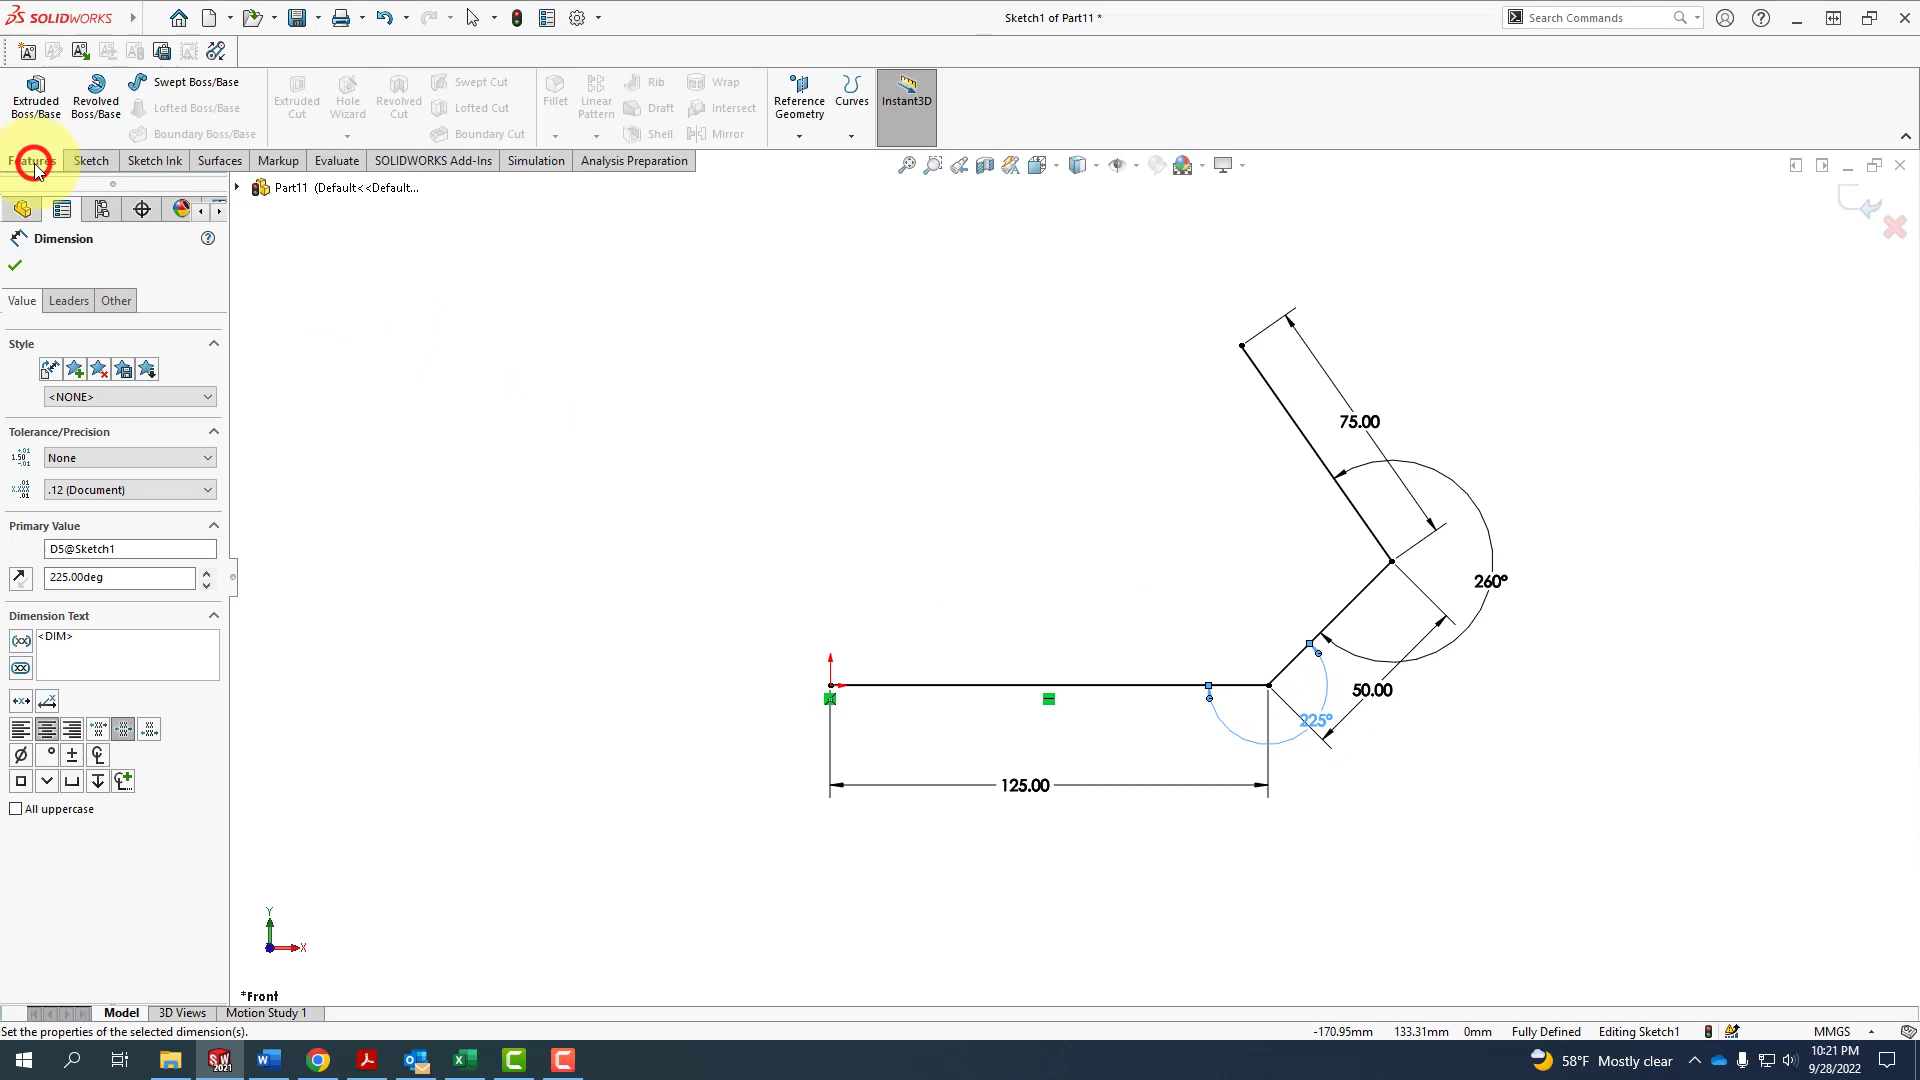 SOLIDWORKS
Sketch1 of Part11 *
Search Commands
Extruded Boss/Base
Revolved Boss/Base
Swept Boss/Base
Lofted Boss/Base
Boundary Boss/Base
Extruded Cut
Hole Wizard
Revolved Cut
Swept Cut
Lofted Cut
Boundary Cut
Fillet
Linear Pattern
Rib
Draft
Shell
Wrap
Intersect
Mirror
Reference Geometry
Curves
Instant3D
Features
Sketch
Sketch Ink
Surfaces
Markup
Evaluate
SOLIDWORKS Add-Ins
Simulation
Analysis Preparation
Part11 (Default<<Default...
Dimension
Value
Leaders
Other
Style
<NONE>
Tolerance/Precision
None
.12 (Document)
Primary Value
D5@Sketch1
225.00deg
Dimension Text
<DIM>
All uppercase
75.00
260°
50.00
225°
125.00
Y
X
*Front
Model
3D Views
Motion Study 1
Set the properties of the selected dimension(s).
-170.95mm
133.31mm
0mm
Fully Defined
Editing Sketch1
MMGS
58°F Mostly clear
10:21 PM
9/28/2022